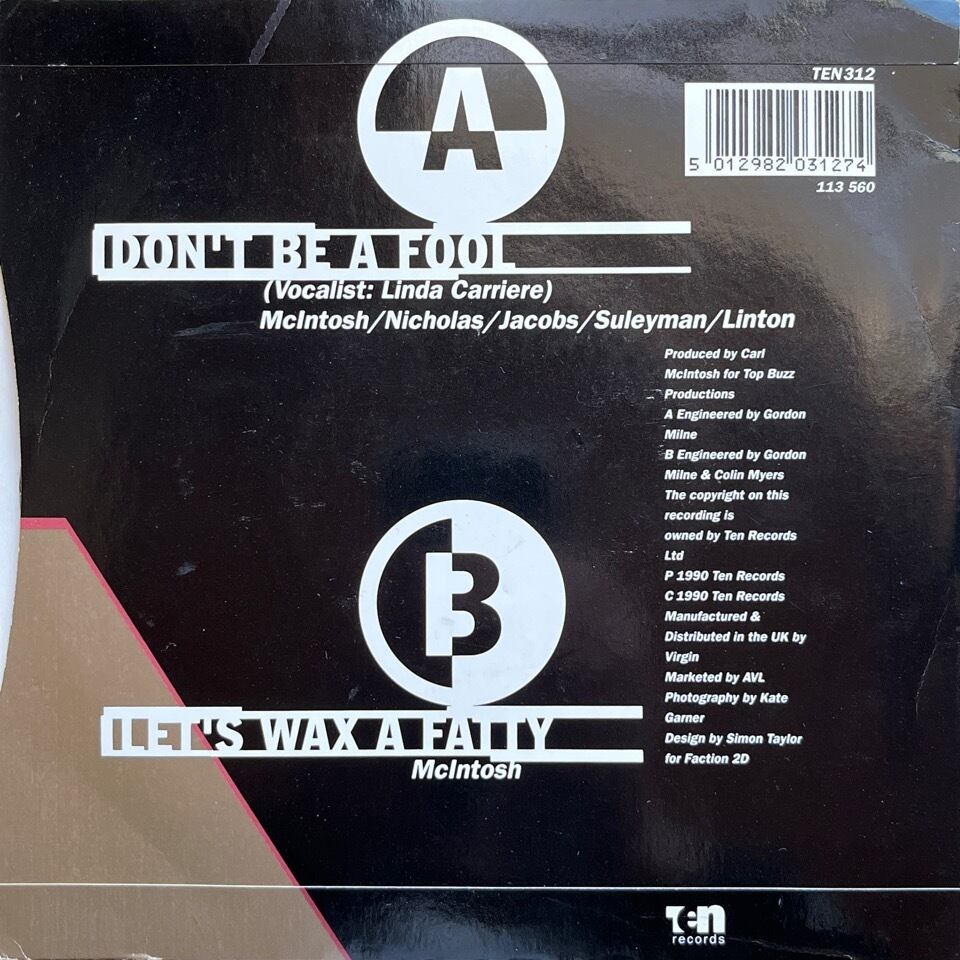 A
TEN 312
5 012982 031274
113 560
DON'T BE A FOOL
(Vocalist: Linda Carriere)
McIntosh/Nicholas/Jacobs/Suleyman/Linton
Produced by Carl
McIntosh for Top Buzz
Productions
A Engineered by Gordon
Milne
B Engineered by Gordon
Milne & Colin Myers
The copyright on this
recording is
owned by Ten Records
Ltd
P 1990 Ten Records
C 1990 Ten Records
Manufactured &
Distributed in the UK by
Virgin
Marketed by AVL
Photography by Kate
Garner
Design by Simon Taylor
for Faction 2D
B
LET'S WAX A FATTY
McIntosh
Ten
records